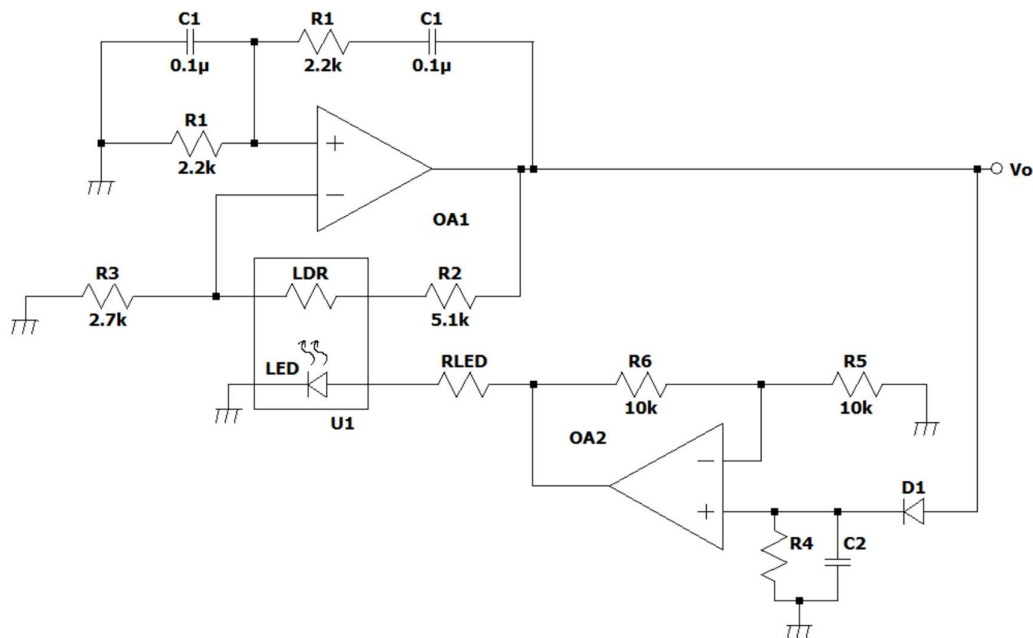 C1
0.1µ
R1
2.2k
C1
0.1µ
R1
2.2k
+
−
OA1
Vo
R3
2.7k
LDR
R2
5.1k
LED
U1
RLED
R6
10k
R5
10k
OA2
−
+
D1
R4
C2